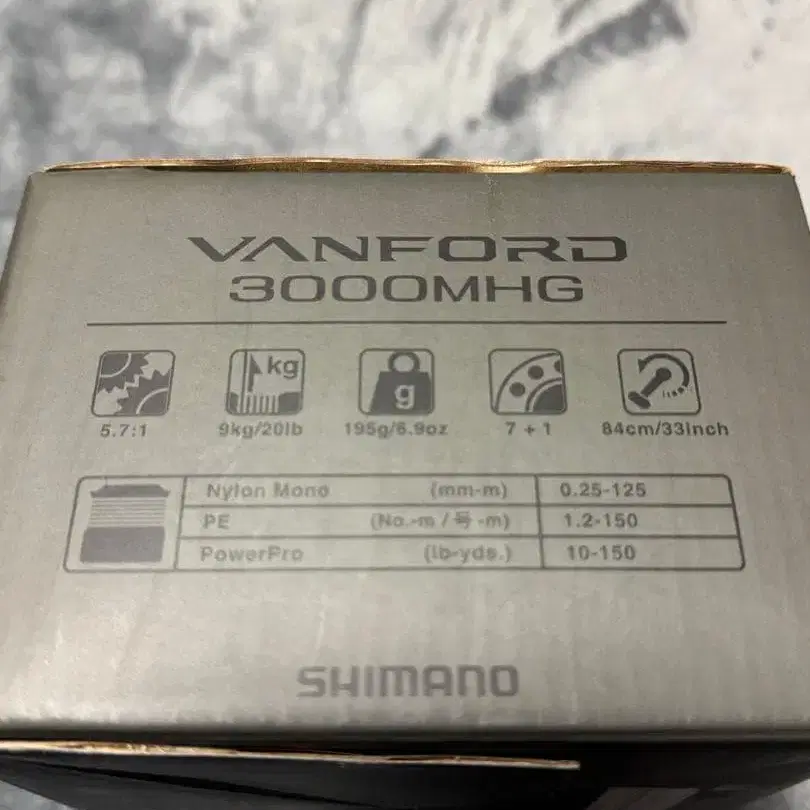 VANFORD
3000MHG
kg
g
5.7:1 9kg/20lb 195g/6.9oz 7 + 1 84cm/33inch
Nylon Mono (mm-m) 0.25-125
PE (No.-m / 号 -m) 1.2-150
PowerPro (lb-yds.) 10-150
SHIMANO